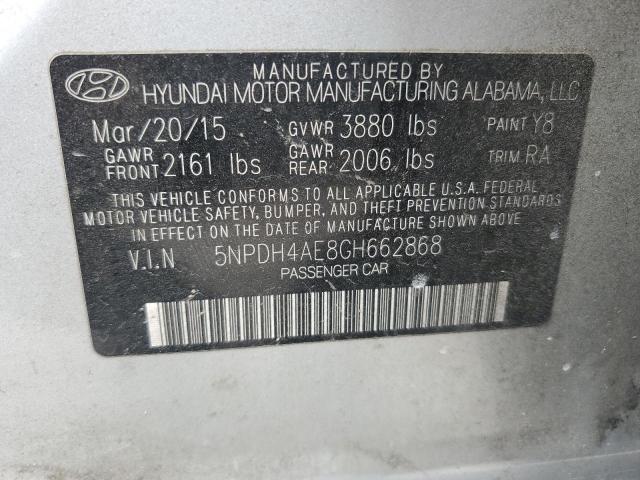 MANUFACTURED BY
HYUNDAI MOTOR MANUFACTURING ALABAMA, LLC
Mar/20/15 GVWR 3880 lbs PAINT Y8
GAWR FRONT 2161 lbs GAWR REAR 2006 lbs TRIM RA
THIS VEHICLE CONFORMS TO ALL APPLICABLE U.S.A. FEDERAL
MOTOR VEHICLE SAFETY, BUMPER, AND THEFT PREVENTION STANDARDS
IN EFFECT ON THE DATE OF MANUFACTURE SHOWN ABOVE.
V.I.N 5NPDH4AE8GH662868
PASSENGER CAR